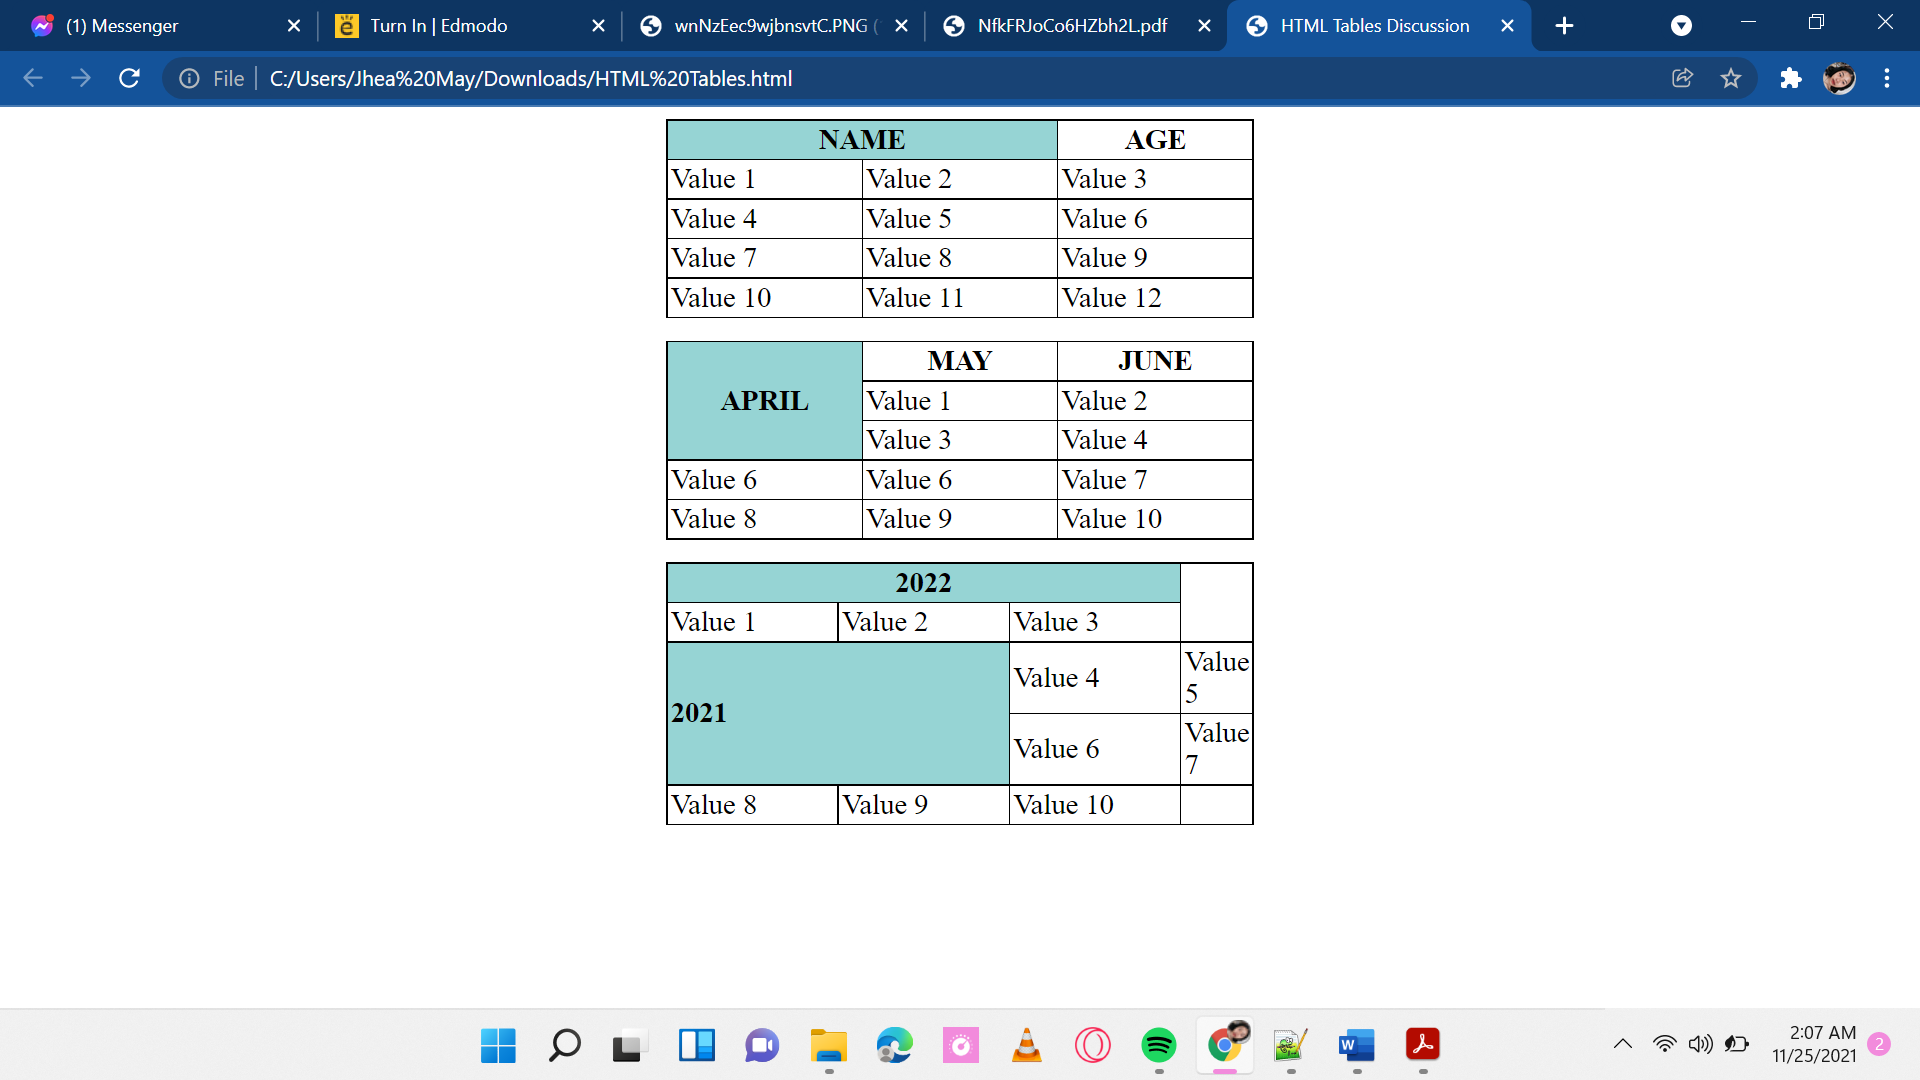 (1) Messenger
Turn In | Edmodo
wnNzEec9wjbnsvtC.PNG (
NfkFRJoCo6HZbh2L.pdf
HTML Tables Discussion
File C:/Users/Jhea%20May/Downloads/HTML%20Tables.html
NAME AGE
Value 1 Value 2 Value 3
Value 4 Value 5 Value 6
Value 7 Value 8 Value 9
Value 10 Value 11 Value 12
APRIL MAY JUNE
Value 1 Value 2
Value 3 Value 4
Value 6 Value 6 Value 7
Value 8 Value 9 Value 10
2022
Value 1 Value 2 Value 3
2021 Value 4 Value
5
Value 6 Value
7
Value 8 Value 9 Value 10
2:07 AM
11/25/2021
2